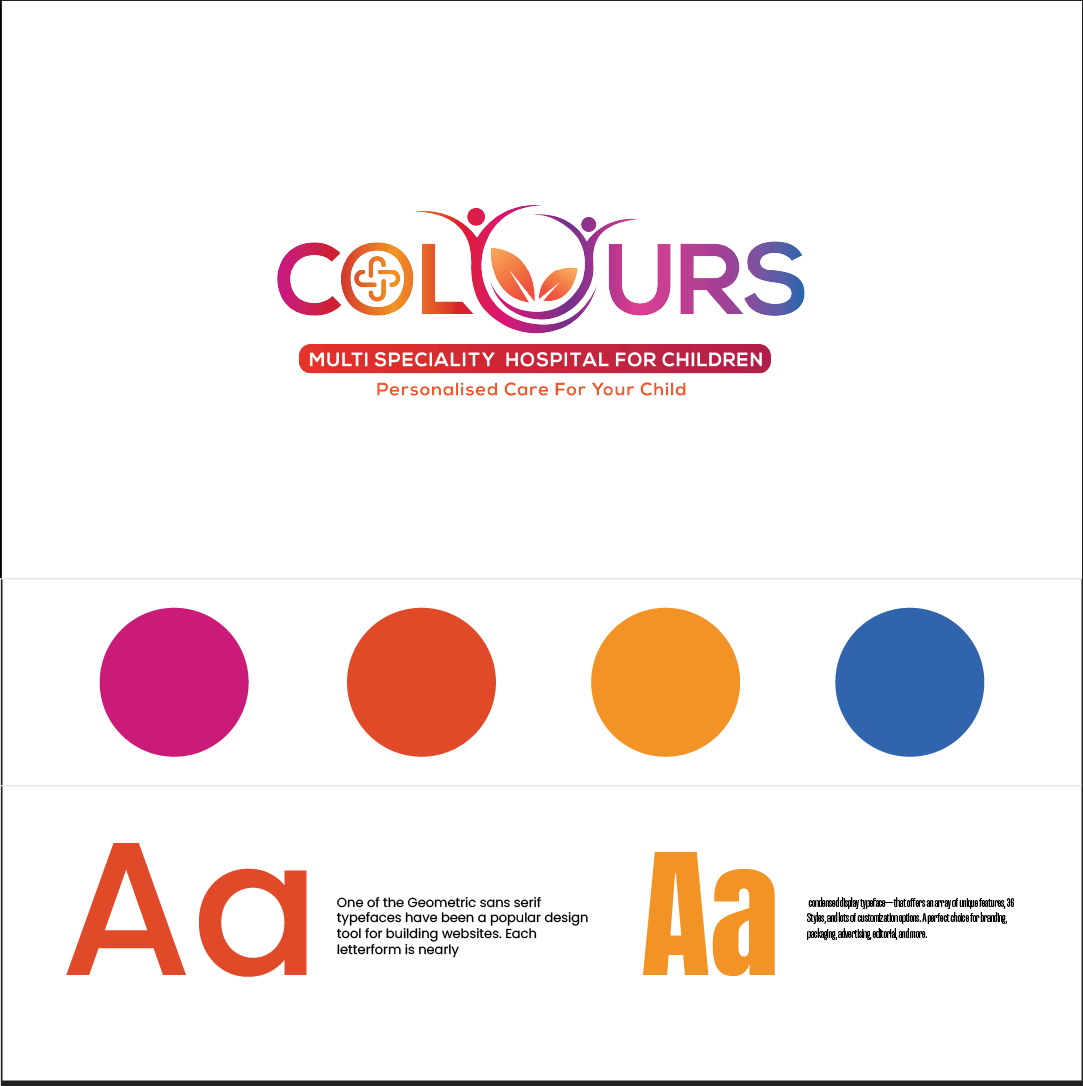 COLOURS
MULTI SPECIALITY HOSPITAL FOR CHILDREN
Personalised Care For Your Child
Aa
One of the Geometric sans serif
typefaces have been a popular design
tool for building websites. Each
letterform is nearly
Aa
condensed display typeface—that offers an array of unique features, 36
Styles, and lots of customization options. A perfect choice for branding,
packaging, advertising, editorial, and more.